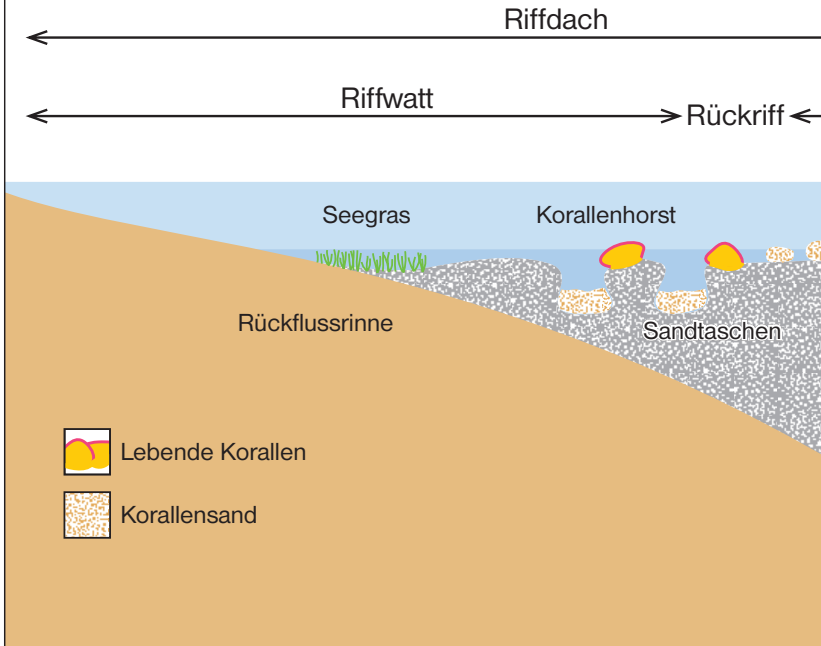 Riffdach
Riffwatt
Rückriff
Seegras
Korallenhorst
Rückflussrinne
Sandtaschen
Lebende Korallen
Korallensand